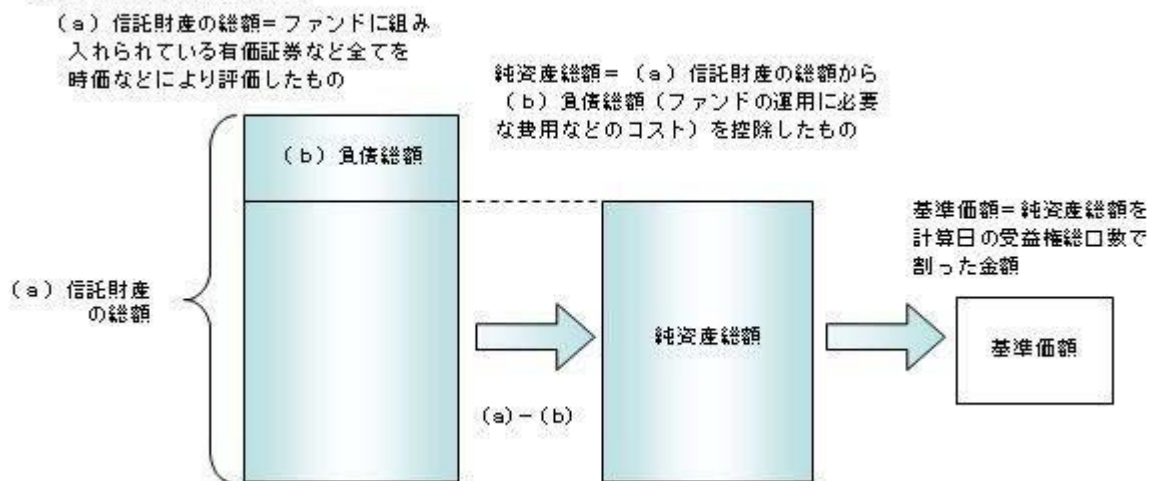 （a）信託財産の総額＝ファンドに組み
入れられている有価証券など全てを
時価などにより評価したもの
純資産総額＝（a）信託財産の総額から
（b）負債総額（ファンドの運用に必要
な費用などのコスト）を控除したもの
（b）負債総額
基準価額＝純資産総額を
計算日の受益権総口数で
割った金額
（a）信託財産
の総額
純資産総額
基準価額
（a）－（b）